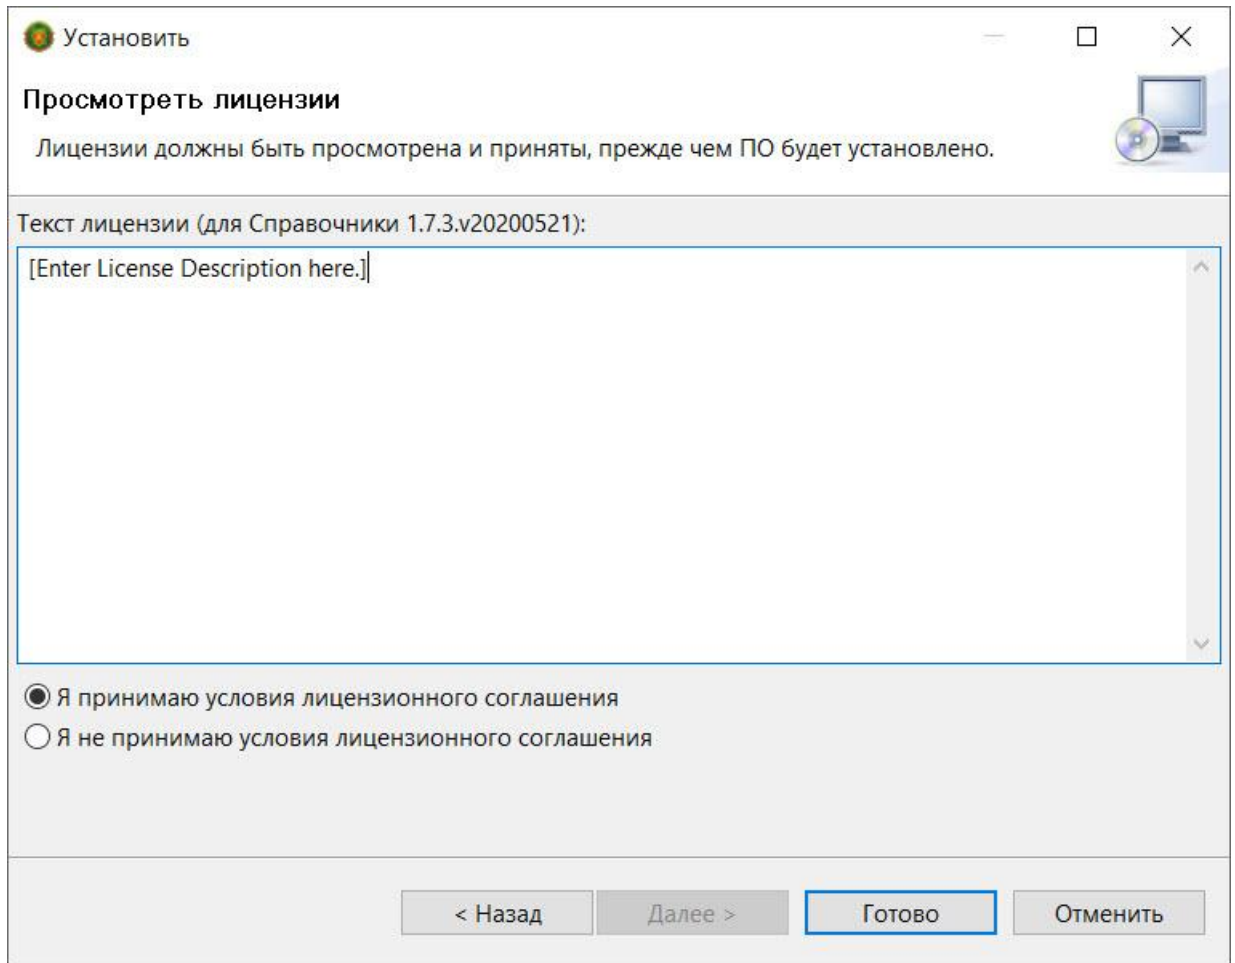 Установить
Просмотреть лицензии
Лицензии должны быть просмотрена и приняты, прежде чем ПО будет установлено.
Текст лицензии (для Справочники 1.7.3.v20200521):
[Enter License Description here.]
Я принимаю условия лицензионного соглашения
Я не принимаю условия лицензионного соглашения
< Назад
Далее >
Готово
Отменить